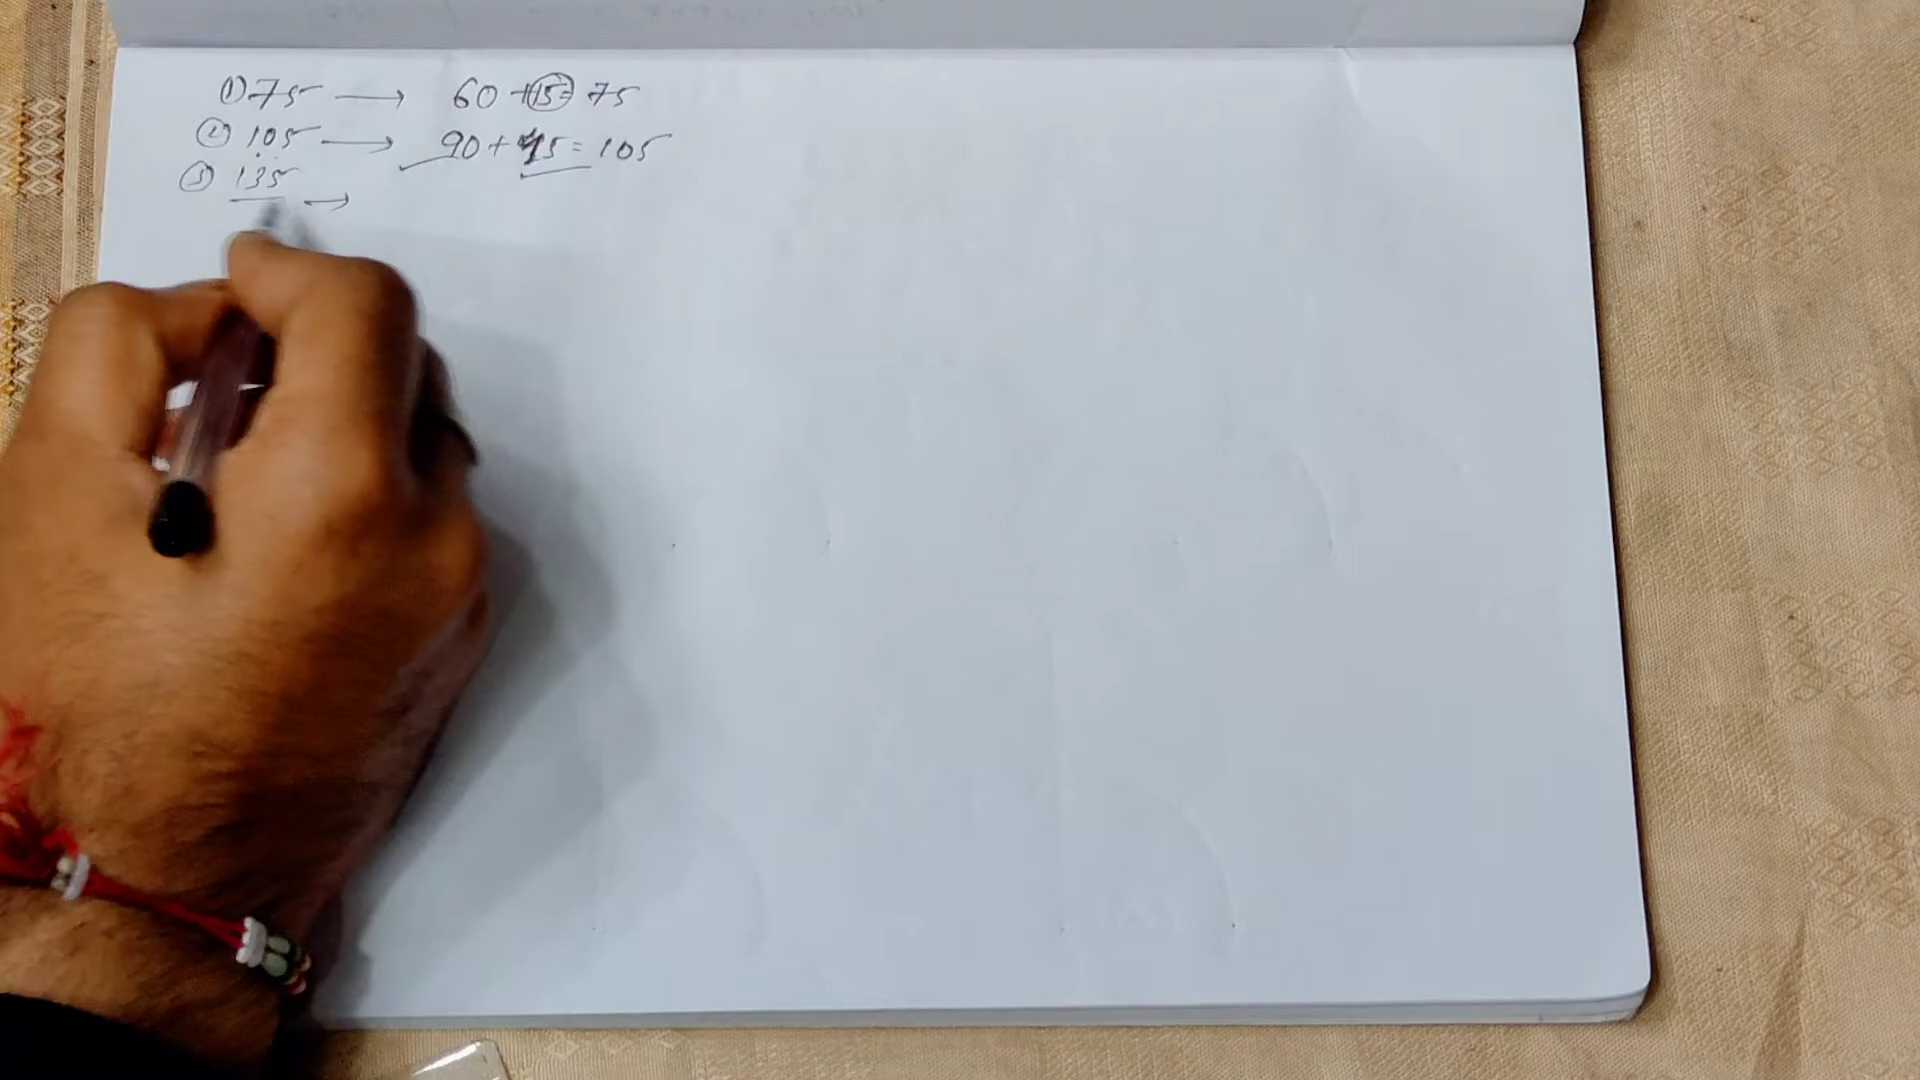 ① 75 → 60 + 15 = 75
② 105 → 90 + 15 = 105
③ 135 →